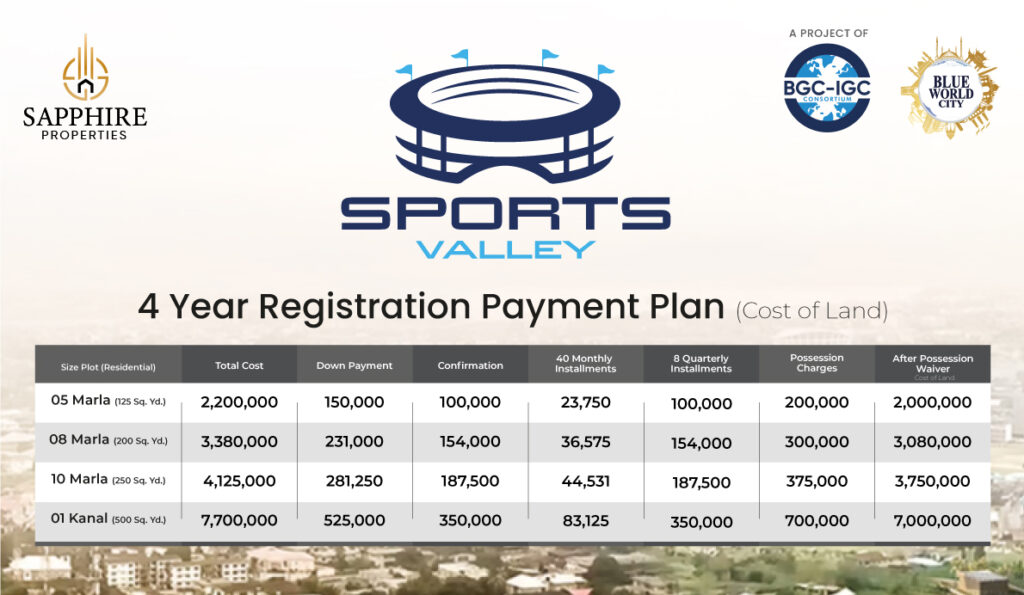 A PROJECT OF
SAPPHIRE
PROPERTIES
BGC-IGC
CONSORTIUM
BLUE
WORLD
CITY
SPORTS
VALLEY
4 Year Registration Payment Plan (Cost of Land)
Size Plot (Residential) Total Cost Down Payment Confirmation 40 Monthly Installments 8 Quarterly Installments Possession Charges After Possession Waiver Cost of Land
05 Marla (125 Sq. Yd.) 2,200,000 150,000 100,000 23,750 100,000 200,000 2,000,000
08 Marla (200 Sq. Yd.) 3,380,000 231,000 154,000 36,575 154,000 300,000 3,080,000
10 Marla (250 Sq. Yd.) 4,125,000 281,250 187,500 44,531 187,500 375,000 3,750,000
01 Kanal (500 Sq. Yd.) 7,700,000 525,000 350,000 83,125 350,000 700,000 7,000,000